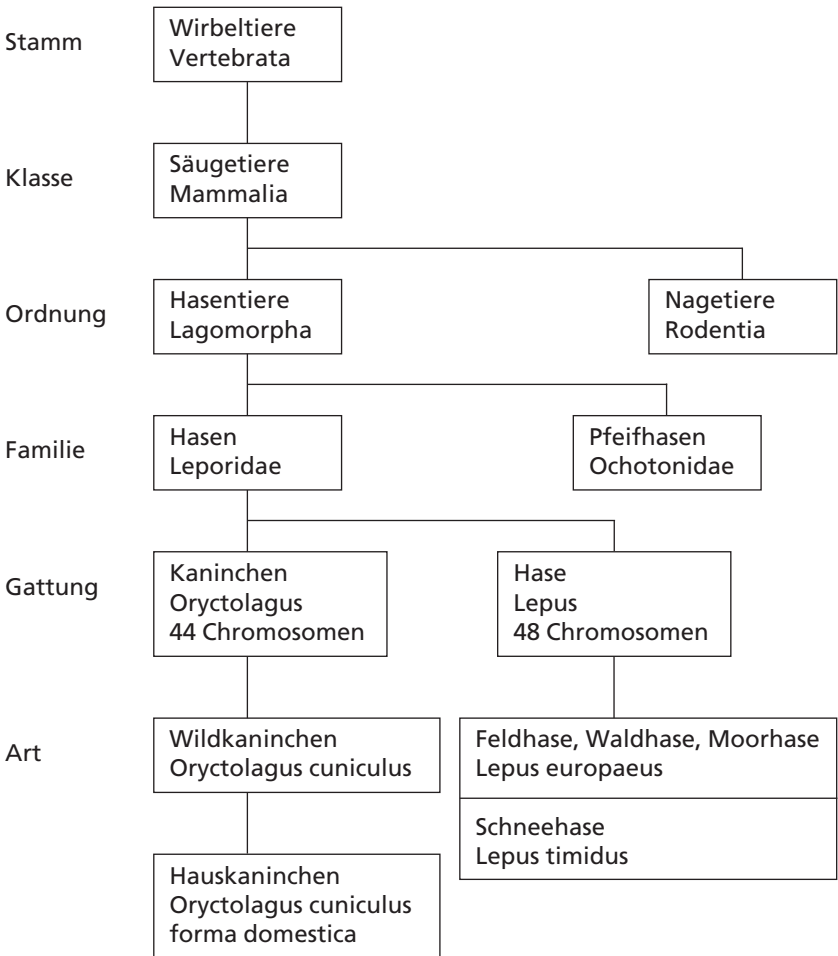 Stamm
Wirbeltiere
Vertebrata
Klasse
Säugetiere
Mammalia
Ordnung
Hasentiere
Lagomorpha
Nagetiere
Rodentia
Familie
Hasen
Leporidae
Pfeifhasen
Ochotonidae
Gattung
Kaninchen
Oryctolagus
44 Chromosomen
Hase
Lepus
48 Chromosomen
Art
Wildkaninchen
Oryctolagus cuniculus
Feldhase, Waldhase, Moorhase
Lepus europaeus
Schneehase
Lepus timidus
Hauskaninchen
Oryctolagus cuniculus
forma domestica